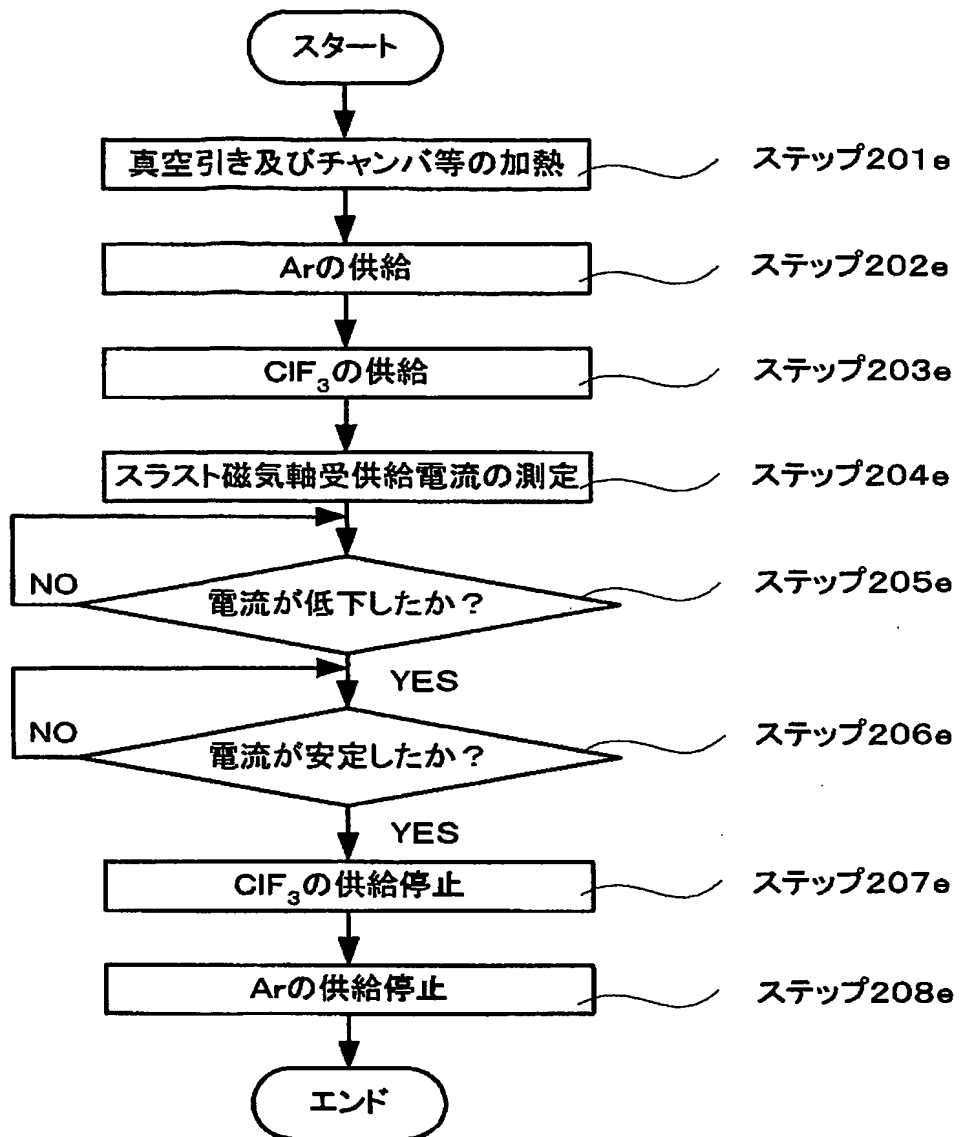 スタート
真空引き及びチャンバ等の加熱 ステップ201e
Arの供給 ステップ202e
ClF₃の供給 ステップ203e
スラスト磁気軸受供給電流の測定 ステップ204e
NO 電流が低下したか？ ステップ205e
YES
NO 電流が安定したか？ ステップ206e
YES
ClF₃の供給停止 ステップ207e
Arの供給停止 ステップ208e
エンド